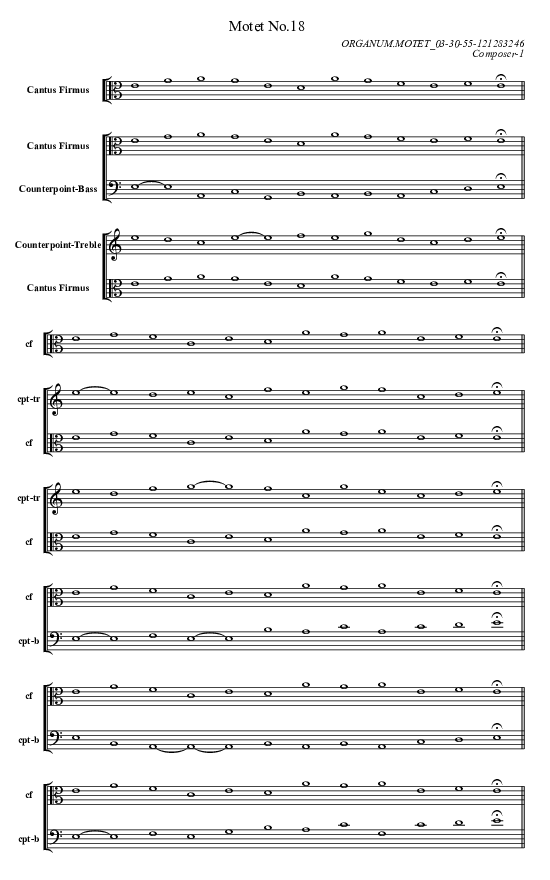 Motet No.18
ORGANUM.MOTET_03-30-55-121283246
Composer-1
Cantus Firmus
Cantus Firmus
Counterpoint-Bass
Counterpoint-Treble
Cantus Firmus
cf
cpt-tr
cf
cpt-tr
cf
cf
cpt-b
cf
cpt-b
cf
cpt-b